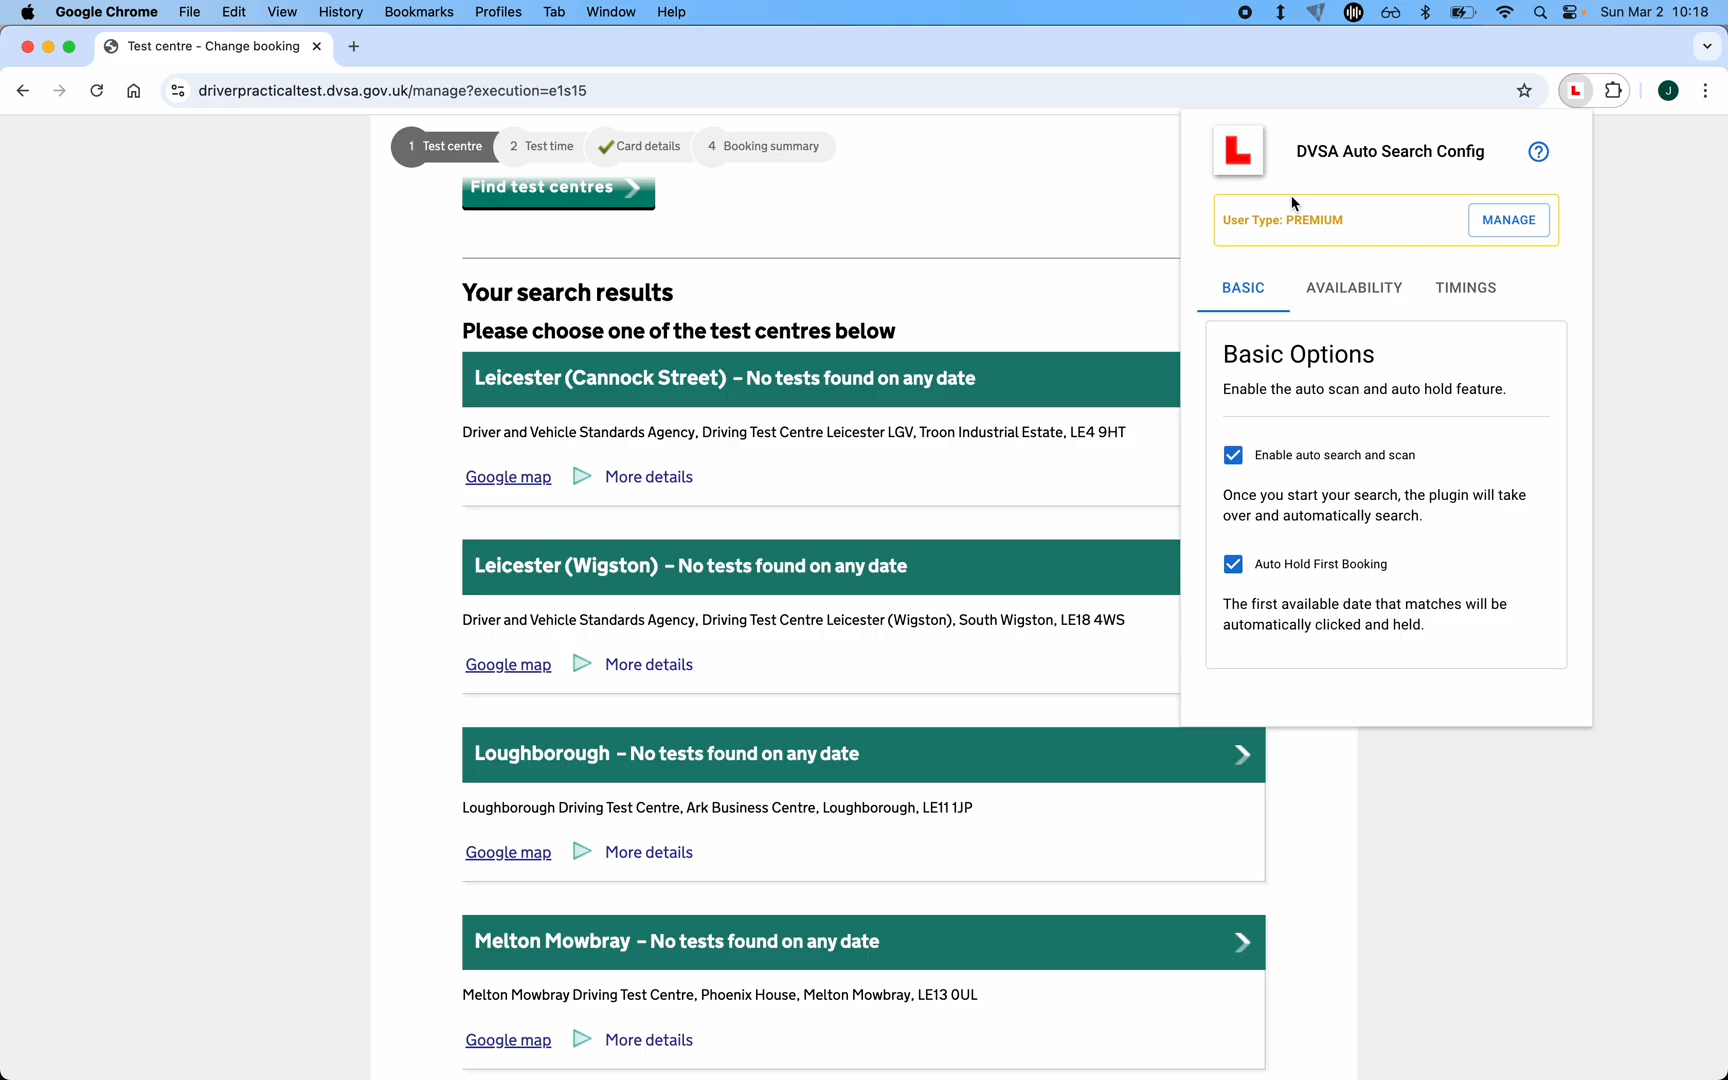 Google Chrome File Edit View History Bookmarks Profiles Tab Window Help Sun Mar 2 10:18
Test centre - Change booking
driverpracticaltest.dvsa.gov.uk/manage?execution=e1s15
J
1 Test centre 2 Test time Card details 4 Booking summary
Find test centres
Your search results
Please choose one of the test centres below
Leicester (Cannock Street) – No tests found on any date
Driver and Vehicle Standards Agency, Driving Test Centre Leicester LGV, Troon Industrial Estate, LE4 9HT
Google map More details
Leicester (Wigston) – No tests found on any date
Driver and Vehicle Standards Agency, Driving Test Centre Leicester (Wigston), South Wigston, LE18 4WS
Google map More details
Loughborough – No tests found on any date
Loughborough Driving Test Centre, Ark Business Centre, Loughborough, LE11 1JP
Google map More details
Melton Mowbray – No tests found on any date
Melton Mowbray Driving Test Centre, Phoenix House, Melton Mowbray, LE13 0UL
Google map More details
L DVSA Auto Search Config ?
User Type: PREMIUM MANAGE
BASIC AVAILABILITY TIMINGS
Basic Options
Enable the auto scan and auto hold feature.
Enable auto search and scan
Once you start your search, the plugin will take
over and automatically search.
Auto Hold First Booking
The first available date that matches will be
automatically clicked and held.